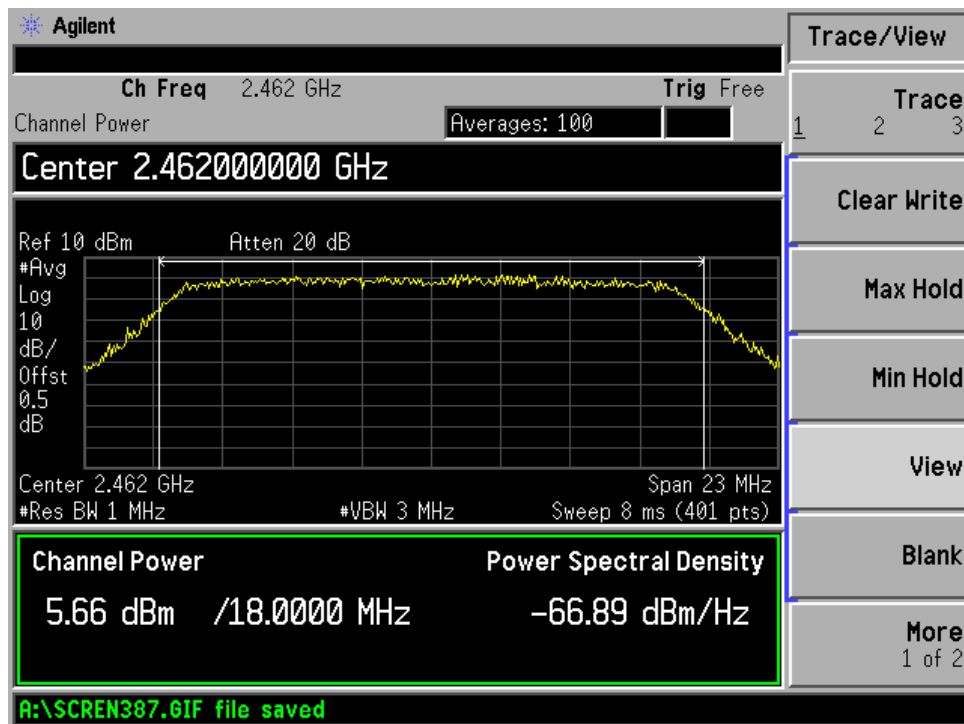 Agilent
Trace/View
Ch Freq 2.462 GHz Trig Free
Channel Power Averages: 100
Center 2.462000000 GHz
Ref 10 dBm Atten 20 dB
#Avg
Log
10
dB/
Offst
0.5
dB
Center 2.462 GHz Span 23 MHz
#Res BW 1 MHz #VBW 3 MHz Sweep 8 ms (401 pts)
Channel Power Power Spectral Density
5.66 dBm /18.0000 MHz -66.89 dBm/Hz
A:\SCREN387.GIF file saved
Trace
1 2 3
Clear Write
Max Hold
Min Hold
View
Blank
More
1 of 2